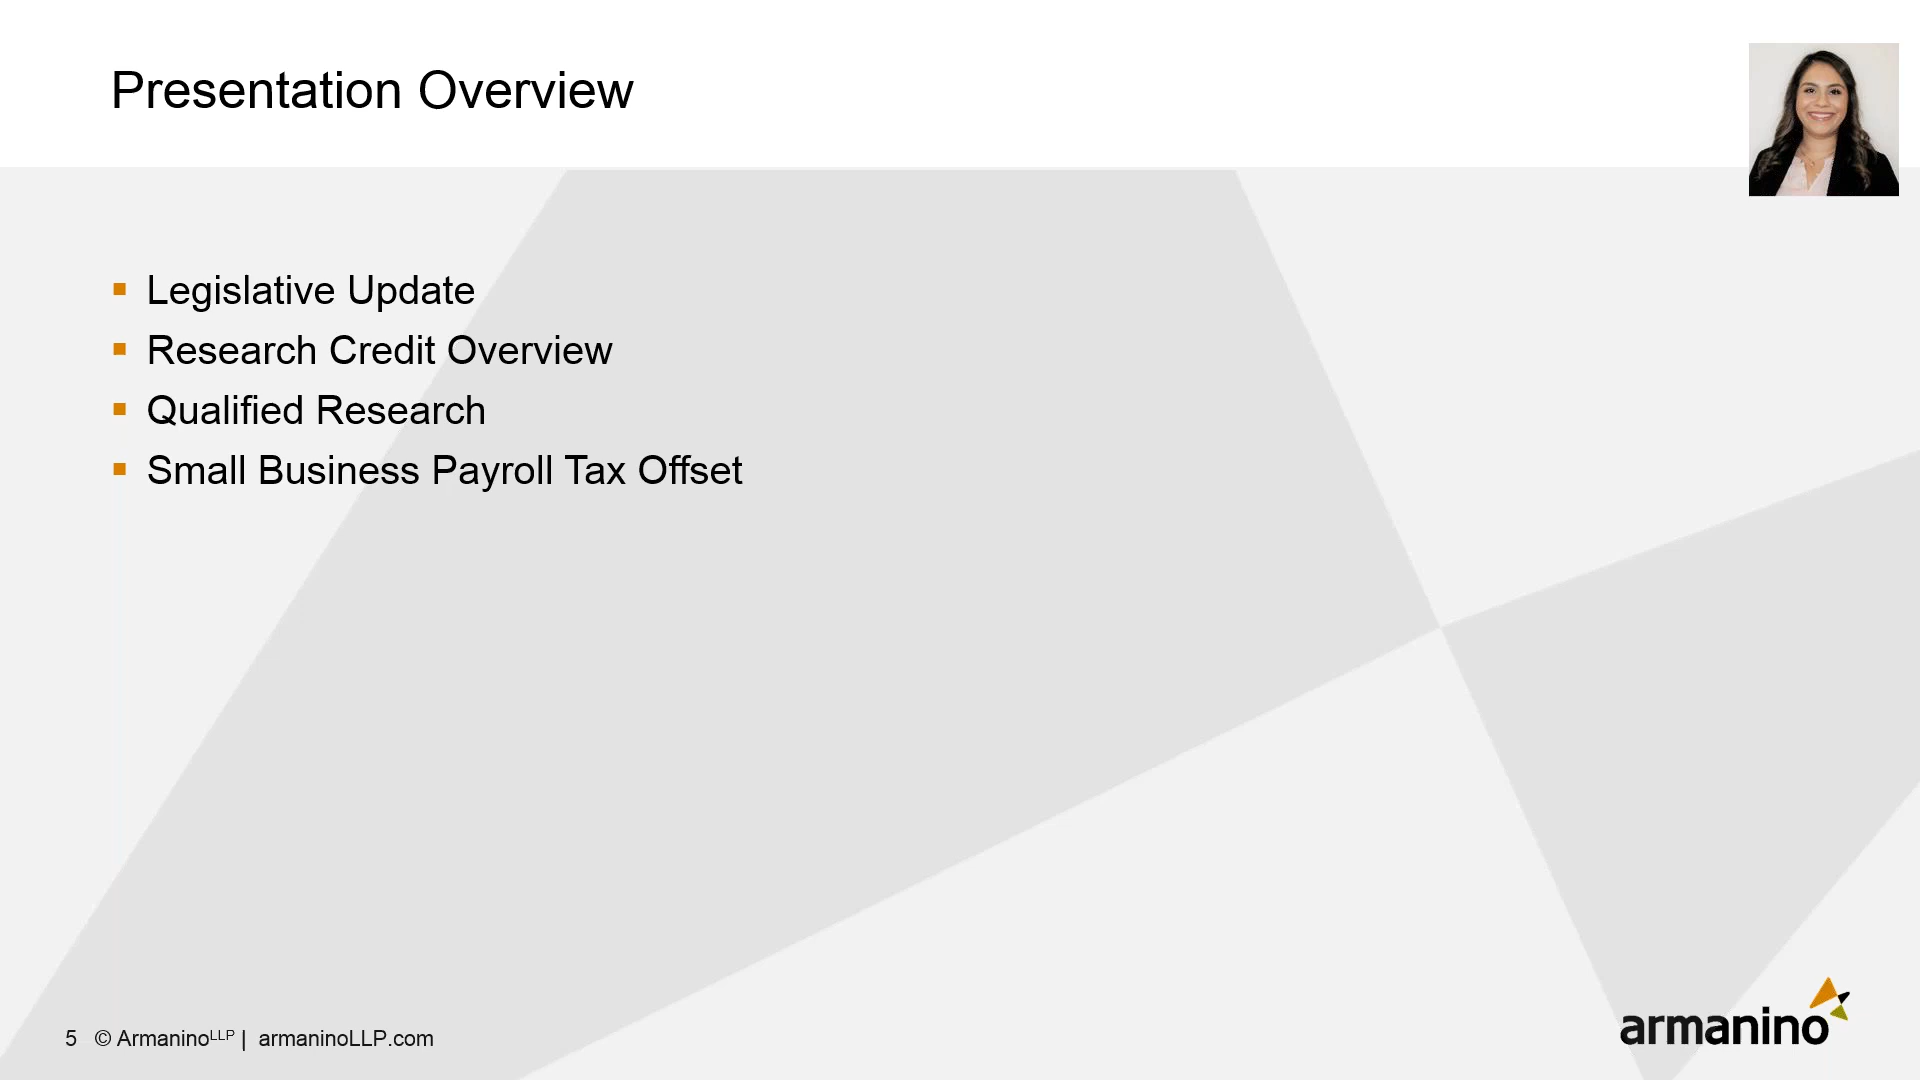 Presentation Overview
Legislative Update
Research Credit Overview
Qualified Research
Small Business Payroll Tax Offset
5 © ArmaninoLLP | armaninoLLP.com
armanino